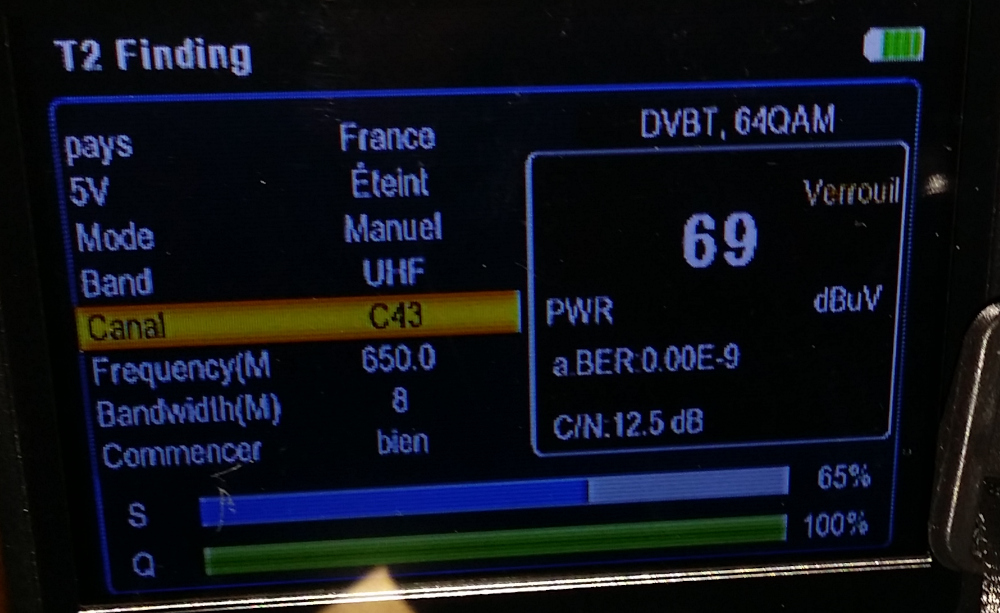 T2 Finding
pays France
5V Éteint
Mode Manuel
Band UHF
Canal C43
Frequency(M 650.0
Bandwidth(M) 8
Commencer bien
DVBT, 64QAM
Verrouil
69
PWR dBuV
a.BER:0.00E-9
C/N:12.5 dB
S 65%
Q 100%